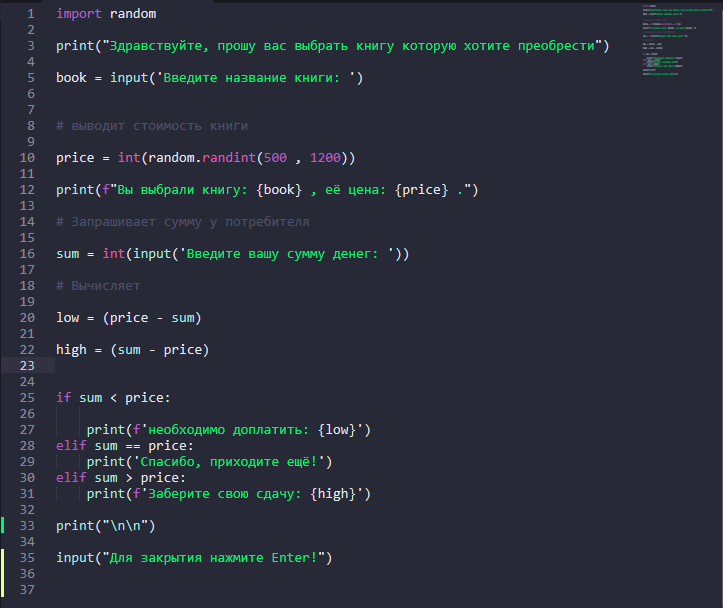 1 import random
2
3 print("Здравствуйте, прошу вас выбрать книгу которую хотите преобрести")
4
5 book = input('Введите название книги: ')
6
7
8 # выводит стоимость книги
9
10 price = int(random.randint(500 , 1200))
11
12 print(f"Вы выбрали книгу: {book} , её цена: {price} .")
13
14 # Запрашивает сумму у потребителя
15
16 sum = int(input('Введите вашу сумму денег: '))
17
18 # Вычисляет
19
20 low = (price - sum)
21
22 high = (sum - price)
23
24
25 if sum < price:
26
27     print(f'необходимо доплатить: {low}')
28 elif sum == price:
29     print('Спасибо, приходите ещё!')
30 elif sum > price:
31     print(f'Заберите свою сдачу: {high}')
32
33 print("\n\n")
34
35 input("Для закрытия нажмите Enter!")
36
37